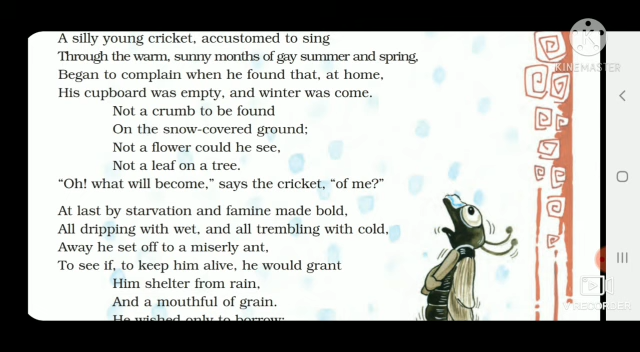 A silly young cricket, accustomed to sing
Through the warm, sunny months of gay summer and spring,
Began to complain when he found that, at home,
His cupboard was empty, and winter was come.
Not a crumb to be found
On the snow-covered ground;
Not a flower could he see,
Not a leaf on a tree.
“Oh! what will become,” says the cricket, “of me?”
At last by starvation and famine made bold,
All dripping with wet, and all trembling with cold,
Away he set off to a miserly ant,
To see if, to keep him alive, he would grant
Him shelter from rain,
And a mouthful of grain.
He wished only to borrow;
KINEMASTER
V RECORDER